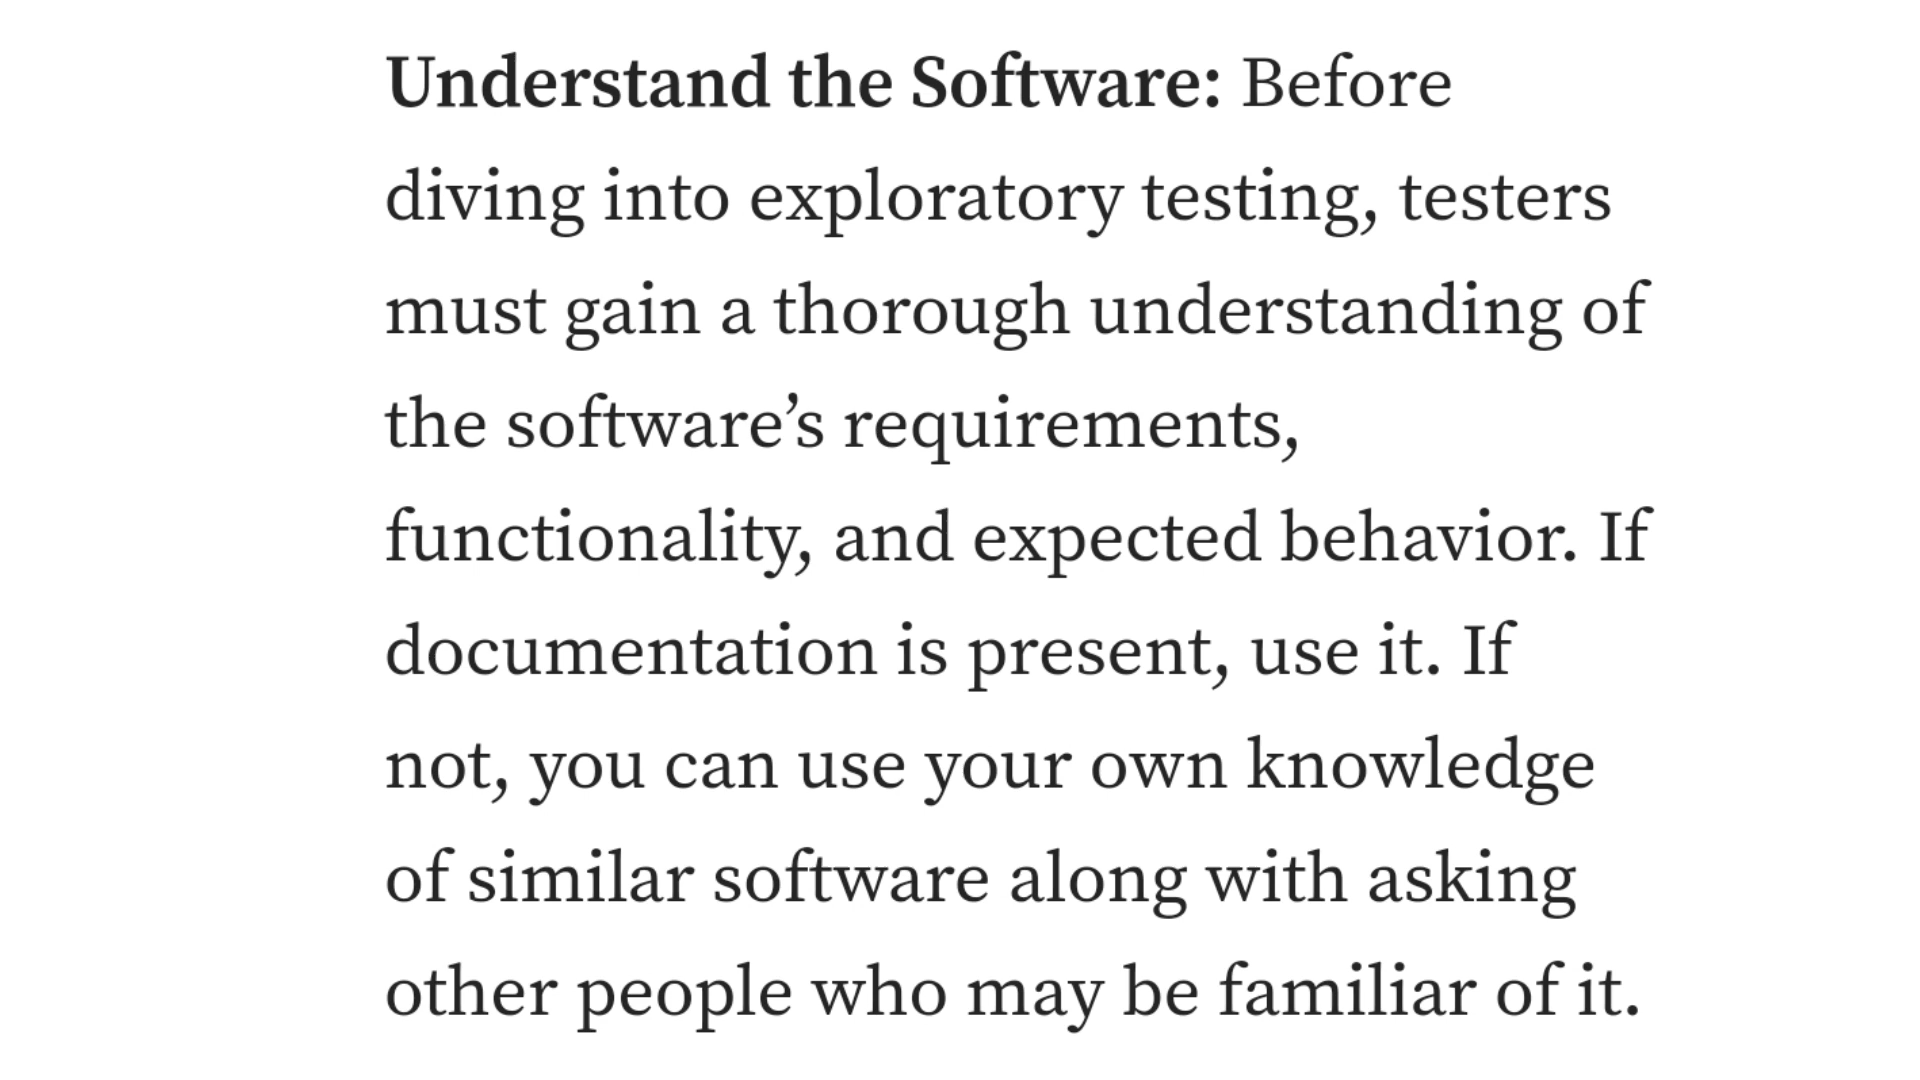 Understand the Software: Before
diving into exploratory testing, testers
must gain a thorough understanding of
the software’s requirements,
functionality, and expected behavior. If
documentation is present, use it. If
not, you can use your own knowledge
of similar software along with asking
other people who may be familiar of it.